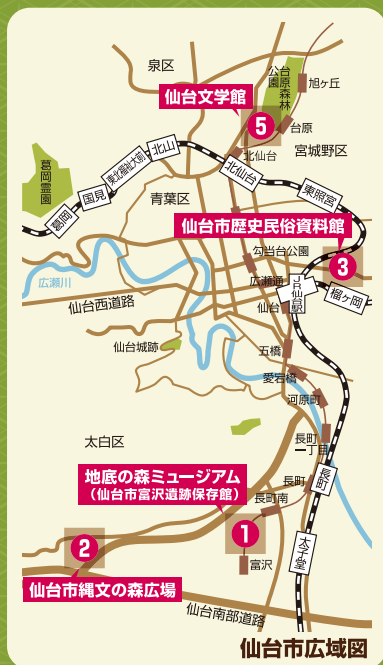 泉区
公園
台原森林
旭ヶ丘
仙台文学館
5
台原
北仙台
宮城野区
葛岡霊園
葛岡
国見
東北福祉大前
北山
北仙台
東照宮
青葉区
仙台市歴史民俗資料館
勾当台公園
3
広瀬川
広瀬通
JR仙台駅
榴ヶ岡
仙台西道路
仙台
仙台城跡
五橋
愛宕橋
河原町
太白区
長町
一丁目
地底の森ミュージアム
(仙台市富沢遺跡保存館)
長町
長町
長町南
1
2
富沢
太子堂
仙台市縄文の森広場
仙台南部道路
仙台市広域図